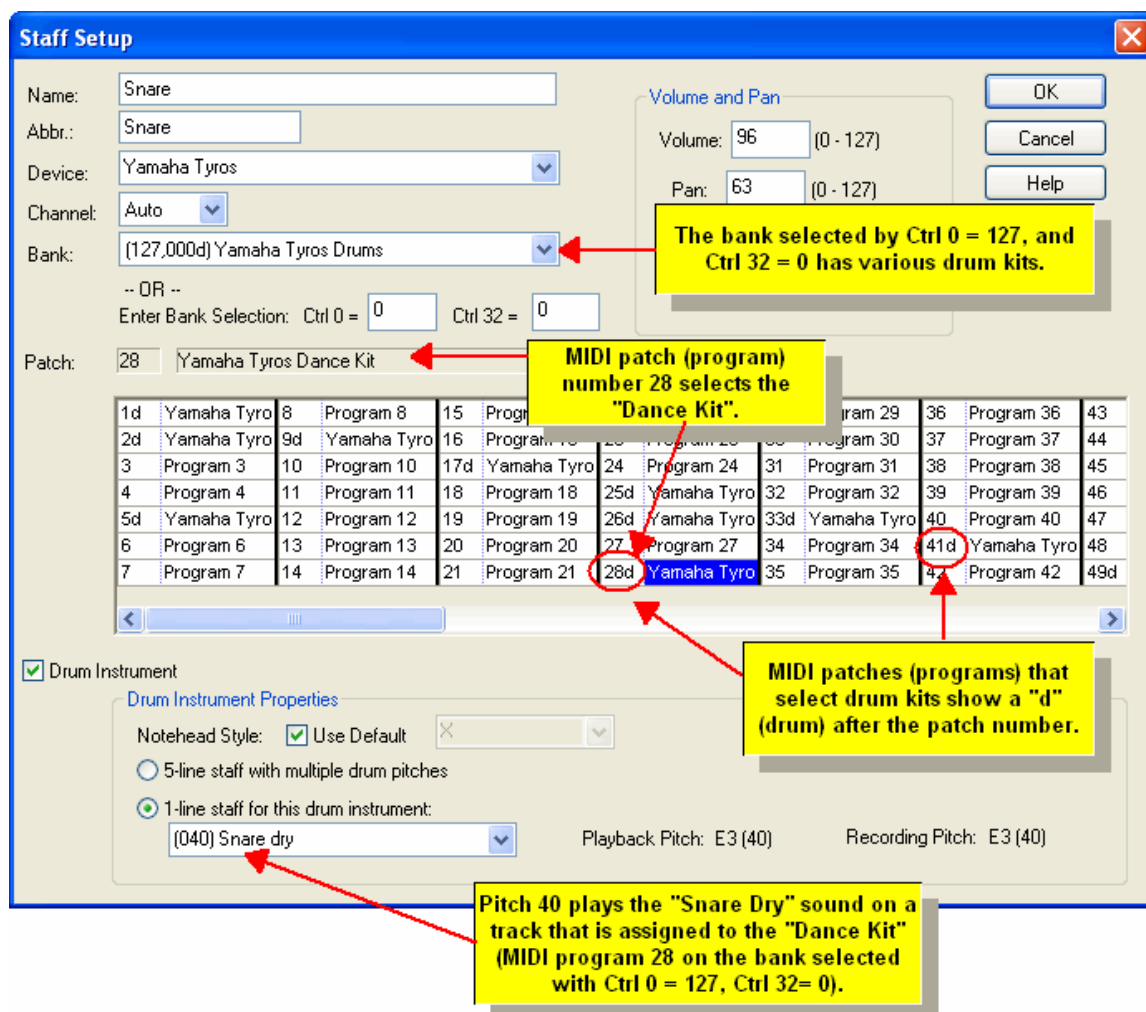 Staff Setup
Name: Snare
Abbr.: Snare
Device: Yamaha Tyros
Channel: Auto
Bank: (127,000d) Yamaha Tyros Drums
-- OR --
Enter Bank Selection: Ctrl 0 = 0 Ctrl 32 = 0
Volume and Pan
Volume: 96 (0 - 127)
Pan: 63 (0 - 127)
OK
Cancel
Help
The bank selected by Ctrl 0 = 127, and
Ctrl 32 = 0 has various drum kits.
Patch: 28 Yamaha Tyros Dance Kit
MIDI patch (program)
number 28 selects the
"Dance Kit".
1d Yamaha Tyro 8 Program 8 15 29 36 Program 36 43
2d Yamaha Tyro 9d Yamaha Tyro 16 Program 30 37 Program 37 44
3 Program 3 10 Program 10 17d Yamaha Tyro 24 Program 24 31 Program 31 38 Program 38 45
4 Program 4 11 Program 11 18 Program 18 25d Yamaha Tyro 32 Program 32 39 Program 39 46
5d Yamaha Tyro 12 Program 12 19 Program 19 26d Yamaha Tyro 33d Yamaha Tyro 40 Program 40 47
6 Program 6 13 Program 13 20 Program 20 27 Program 27 34 Program 34 41d Yamaha Tyro 48
7 Program 7 14 Program 14 21 Program 21 28d Yamaha Tyro 35 Program 35 42 Program 42 49d
MIDI patches (programs) that
select drum kits show a "d"
(drum) after the patch number.
Drum Instrument
Drum Instrument Properties
Notehead Style: Use Default X
5-line staff with multiple drum pitches
1-line staff for this drum instrument:
(040) Snare dry Playback Pitch: E3 (40) Recording Pitch: E3 (40)
Pitch 40 plays the "Snare Dry" sound on a
track that is assigned to the "Dance Kit"
(MIDI program 28 on the bank selected
with Ctrl 0 = 127, Ctrl 32= 0).